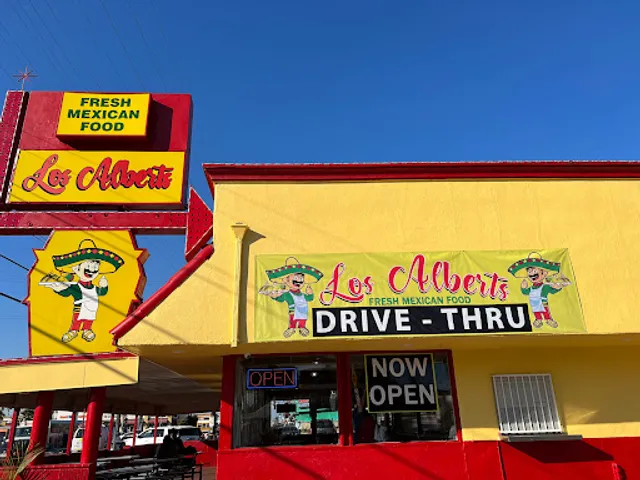 FRESH
MEXICAN
FOOD
Los Alberts
Los Alberts
FRESH MEXICAN FOOD
DRIVE - THRU
OPEN
NOW
OPEN